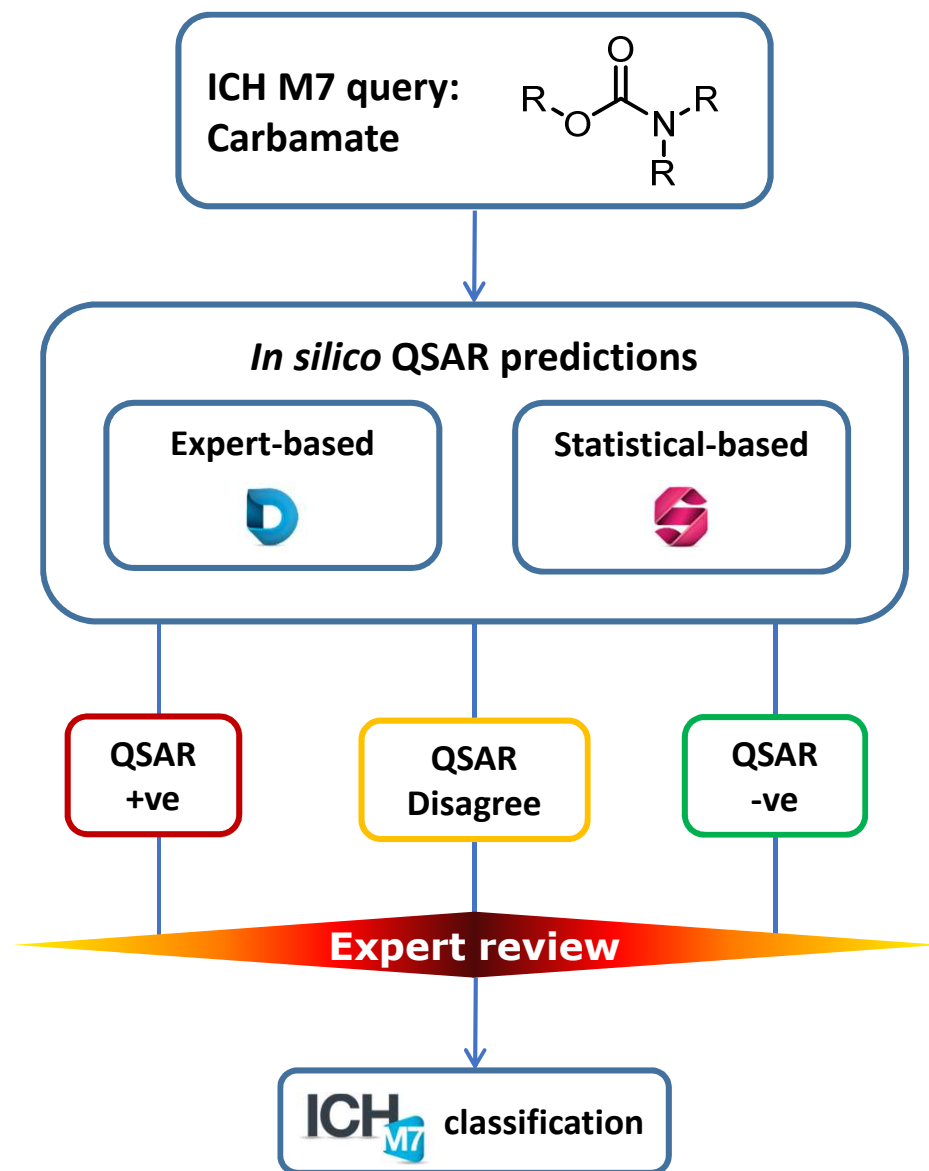 ICH M7 query:
Carbamate
O
R
O
N
R
R
In silico QSAR predictions
Expert-based
Statistical-based
D
S
QSAR
+ve
QSAR
Disagree
QSAR
-ve
Expert review
ICH M7 classification